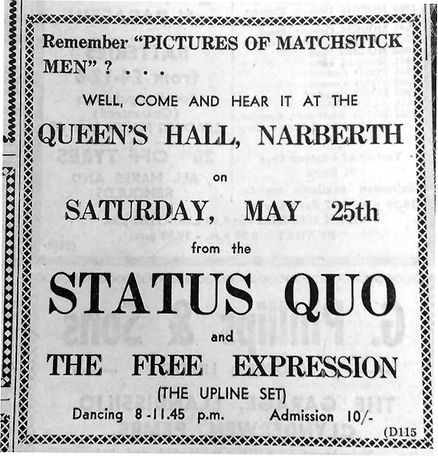 Remember "PICTURES OF MATCHSTICK
MEN" ? . . .
WELL, COME AND HEAR IT AT THE
QUEEN'S HALL, NARBERTH
on
SATURDAY, MAY 25th
from the
STATUS QUO
and
THE FREE EXPRESSION
(THE UPLINE SET)
Dancing 8-11.45 p.m. Admission 10/-
(D115